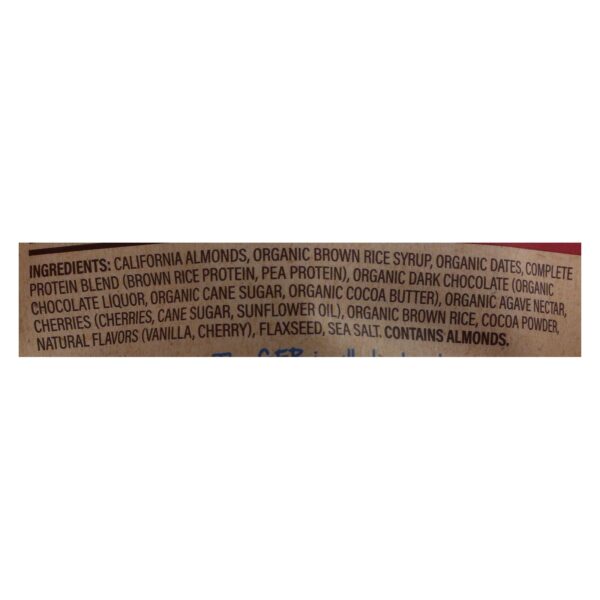 INGREDIENTS: CALIFORNIA ALMONDS, ORGANIC BROWN RICE SYRUP, ORGANIC DATES, COMPLETE
PROTEIN BLEND (BROWN RICE PROTEIN, PEA PROTEIN), ORGANIC DARK CHOCOLATE (ORGANIC
CHOCOLATE LIQUOR, ORGANIC CANE SUGAR, ORGANIC COCOA BUTTER), ORGANIC AGAVE NECTAR,
CHERRIES (CHERRIES, CANE SUGAR, SUNFLOWER OIL), ORGANIC BROWN RICE, COCOA POWDER,
NATURAL FLAVORS (VANILLA, CHERRY), FLAXSEED, SEA SALT. CONTAINS ALMONDS.